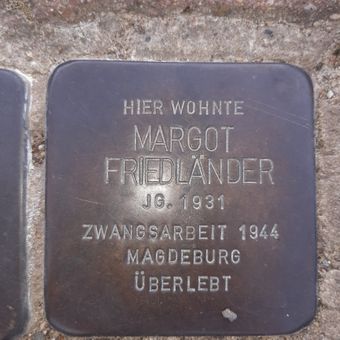 HIER WOHNTE
MARGOT
FRIEDLÄNDER
JG. 1931
ZWANGSARBEIT 1944
MAGDEBURG
ÜBERLEBT